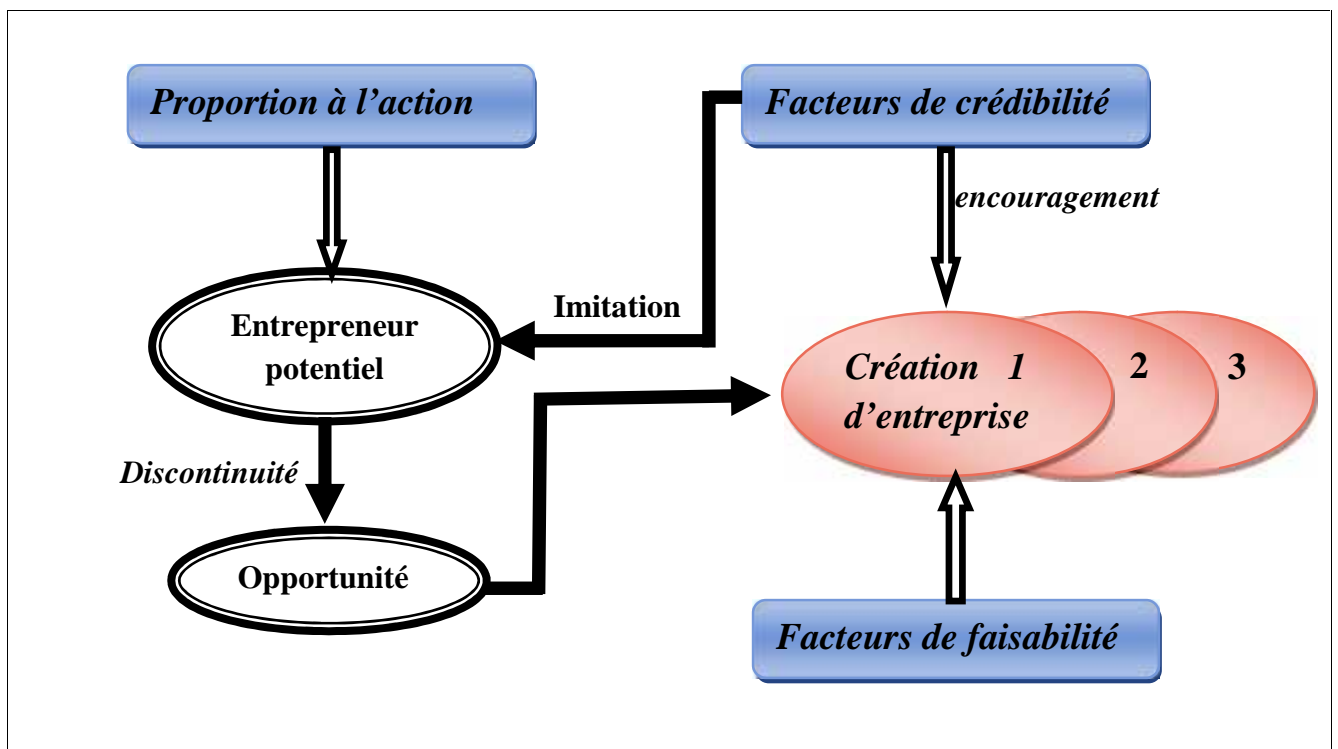 Proportion à l’action
Facteurs de crédibilité
encouragement
Imitation
Entrepreneur
potentiel
Création 1
d’entreprise
2
3
Discontinuité
Opportunité
Facteurs de faisabilité